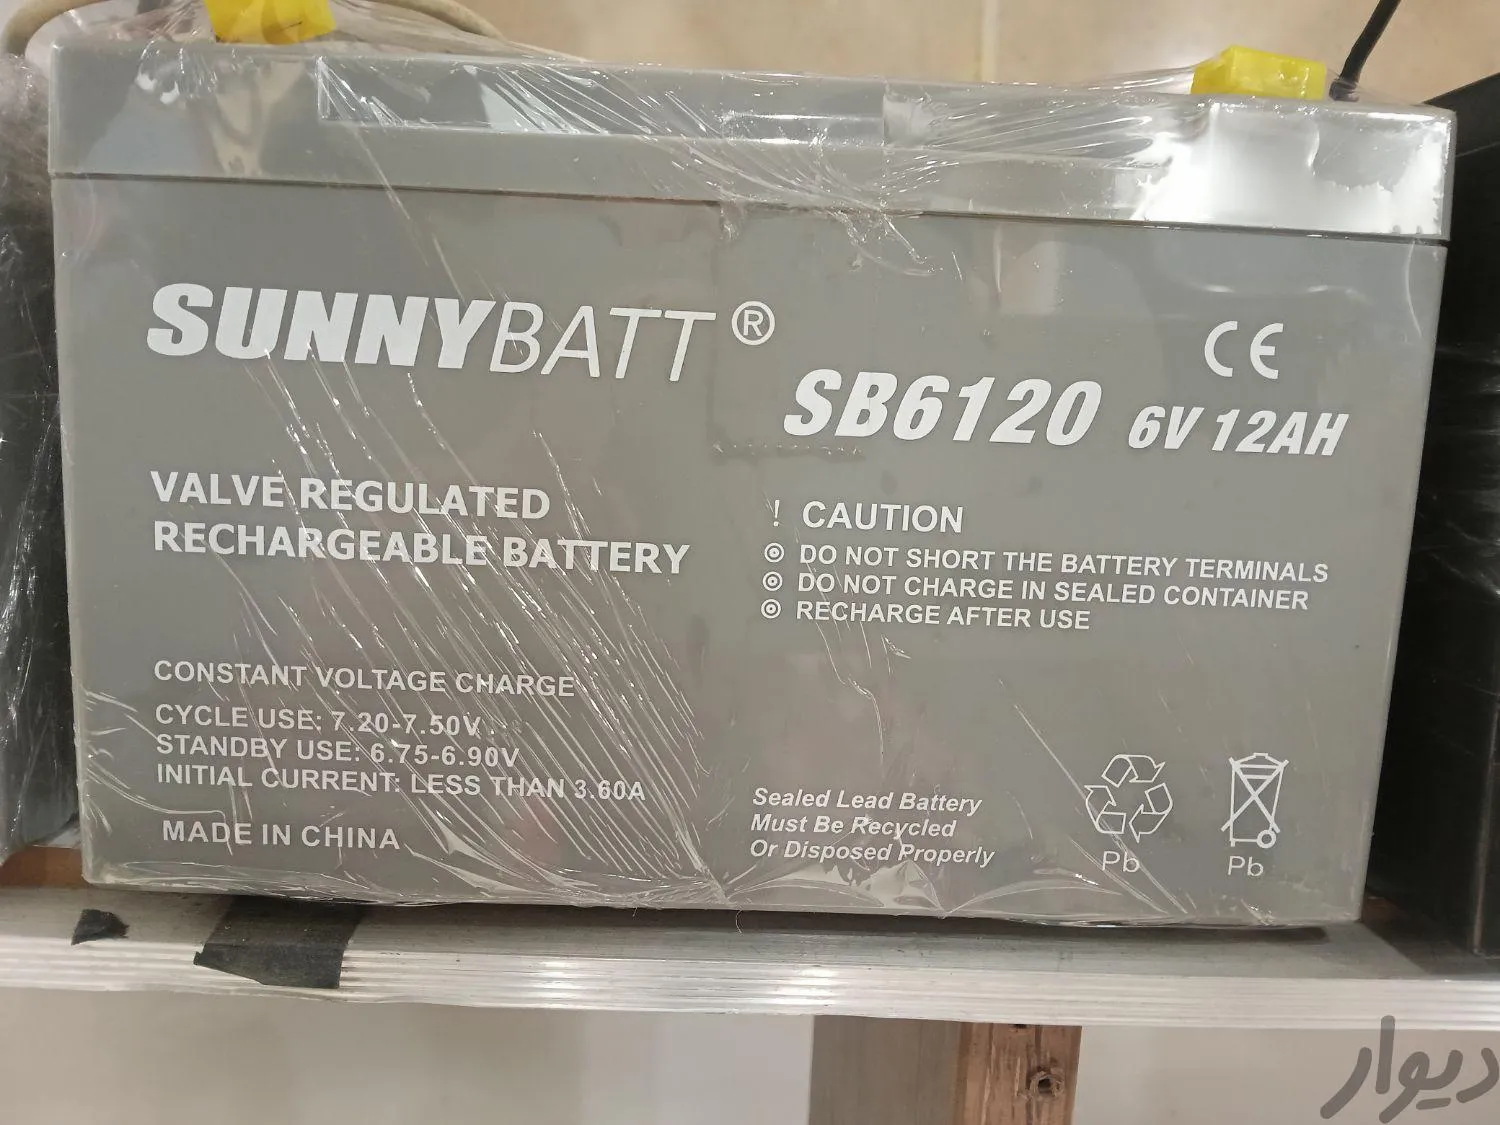 SUNNYBATT®
CE
SB6120 6V 12AH
VALVE REGULATED
RECHARGEABLE BATTERY
! CAUTION
DO NOT SHORT THE BATTERY TERMINALS
DO NOT CHARGE IN SEALED CONTAINER
RECHARGE AFTER USE
CONSTANT VOLTAGE CHARGE
CYCLE USE: 7.20-7.50V
STANDBY USE: 6.75-6.90V
INITIAL CURRENT: LESS THAN 3.60A
MADE IN CHINA
Sealed Lead Battery
Must Be Recycled
Or Disposed Properly
Pb
Pb
دیوار